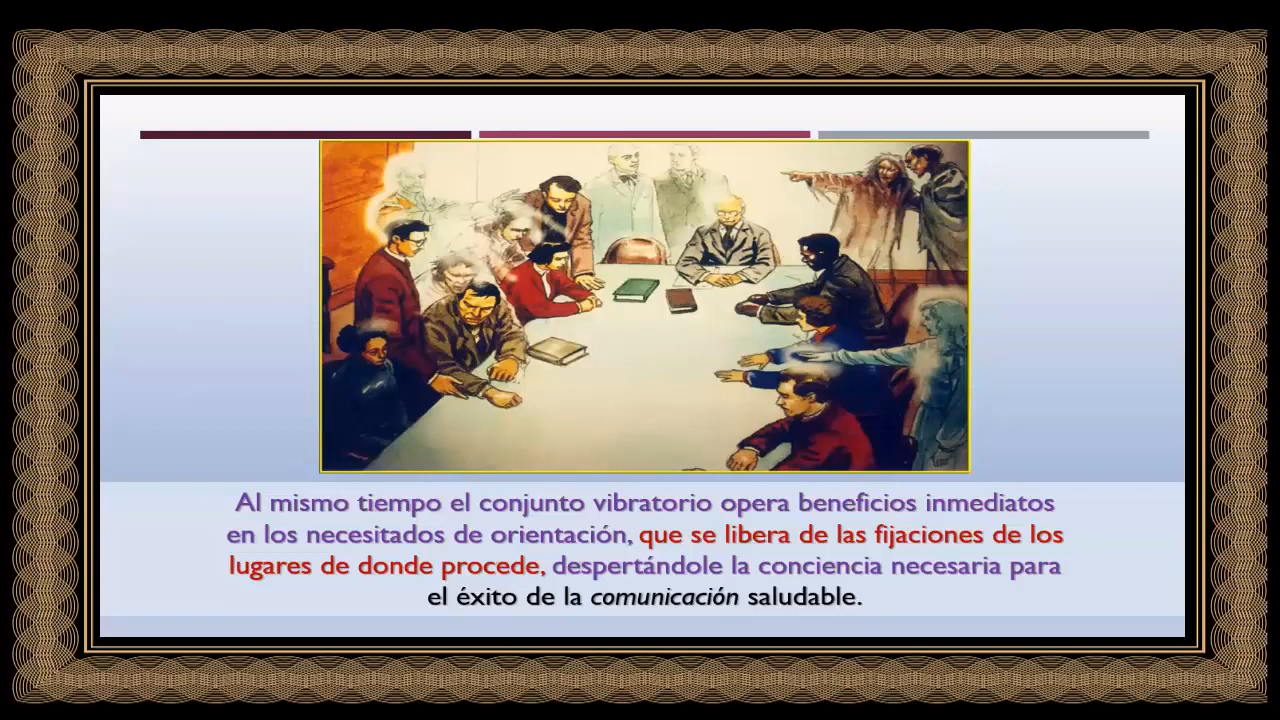 Al mismo tiempo el conjunto vibratorio opera beneficios inmediatos
en los necesitados de orientación, que se libera de las fijaciones de los
lugares de donde procede, despertándole la conciencia necesaria para
el éxito de la comunicación saludable.